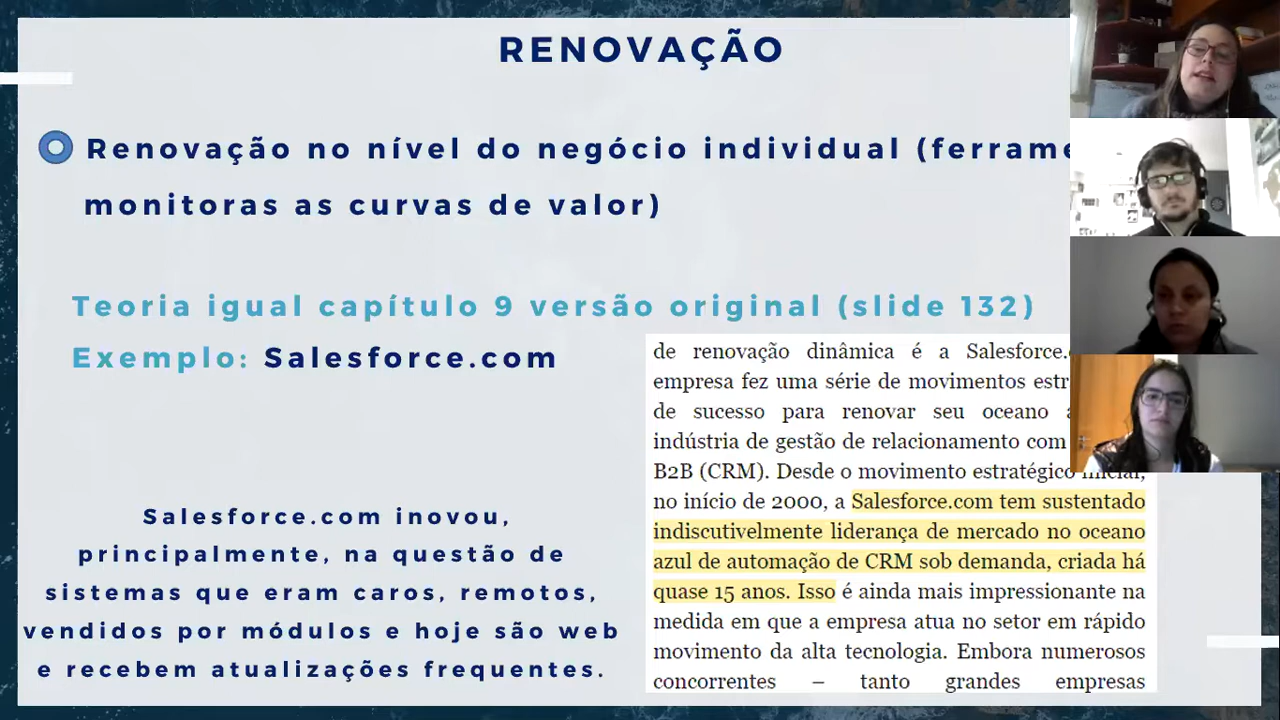 RENOVAÇÃO
Renovação no nível do negócio individual (ferrame
monitoras as curvas de valor)
Teoria igual capítulo 9 versão original (slide 132)
Exemplo: Salesforce.com
de renovação dinâmica é a Salesforce.
empresa fez uma série de movimentos estr
de sucesso para renovar seu oceano a
indústria de gestão de relacionamento com
B2B (CRM). Desde o movimento estratégico inicial,
no início de 2000, a Salesforce.com tem sustentado
indiscutivelmente liderança de mercado no oceano
azul de automação de CRM sob demanda, criada há
quase 15 anos. Isso é ainda mais impressionante na
medida em que a empresa atua no setor em rápido
movimento da alta tecnologia. Embora numerosos
concorrentes – tanto grandes empresas
Salesforce.com inovou,
principalmente, na questão de
sistemas que eram caros, remotos,
vendidos por módulos e hoje são web
e recebem atualizações frequentes.